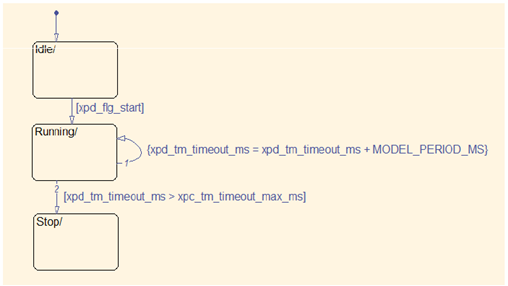 Idle/
[xpd_flg_start]
Running/
1
{xpd_tm_timeout_ms = xpd_tm_timeout_ms + MODEL_PERIOD_MS}
2
[xpd_tm_timeout_ms > xpc_tm_timeout_max_ms]
Stop/